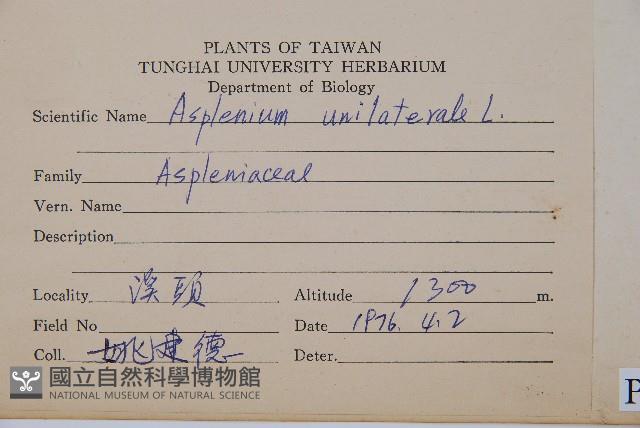 PLANTS OF TAIWAN
TUNGHAI UNIVERSITY HERBARIUM
Department of Biology
Scientific Name Asplenium unilaterale L.
Family Aspleniaceae
Vern. Name
Description
Locality 溪頭 Altitude 1300 m.
Field No Date 1976. 4.2
Coll. 姚建德 Deter.
國立自然科學博物館
NATIONAL MUSEUM OF NATURAL SCIENCE
P